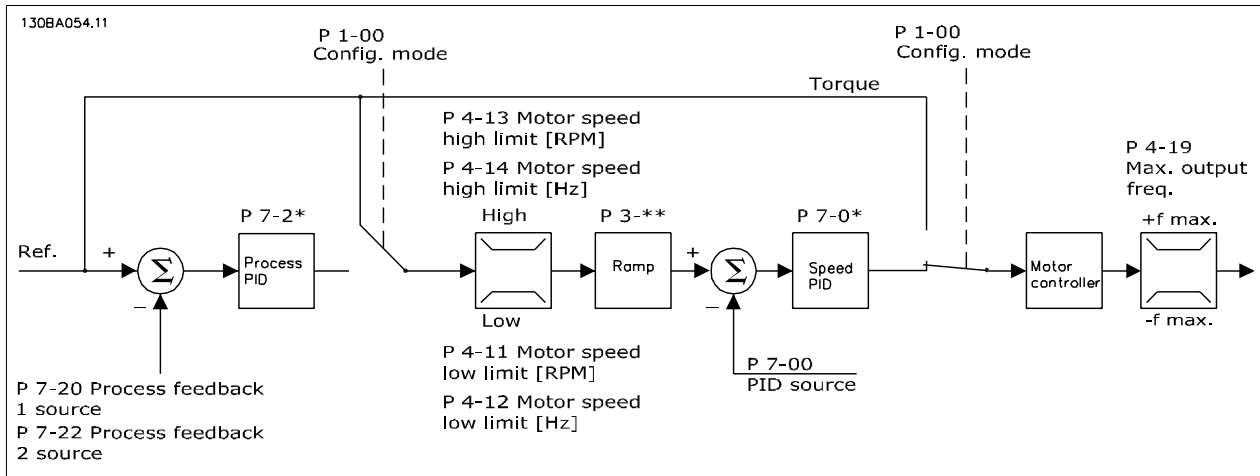 130BA054.11
P 1-00
Config. mode
P 1-00
Config. mode
Torque
P 4-13 Motor speed
high limit [RPM]
P 4-14 Motor speed
high limit [Hz]
P 4-19
Max. output
freq.
P 7-2*
High
P 3-**
P 7-0*
+f max.
Ref.
+
Σ
Process
PID
Ramp
+
Σ
Speed
PID
Motor
controller
−
−
Low
-f max.
P 4-11 Motor speed
low limit [RPM]
P 4-12 Motor speed
low limit [Hz]
P 7-00
PID source
P 7-20 Process feedback
1 source
P 7-22 Process feedback
2 source